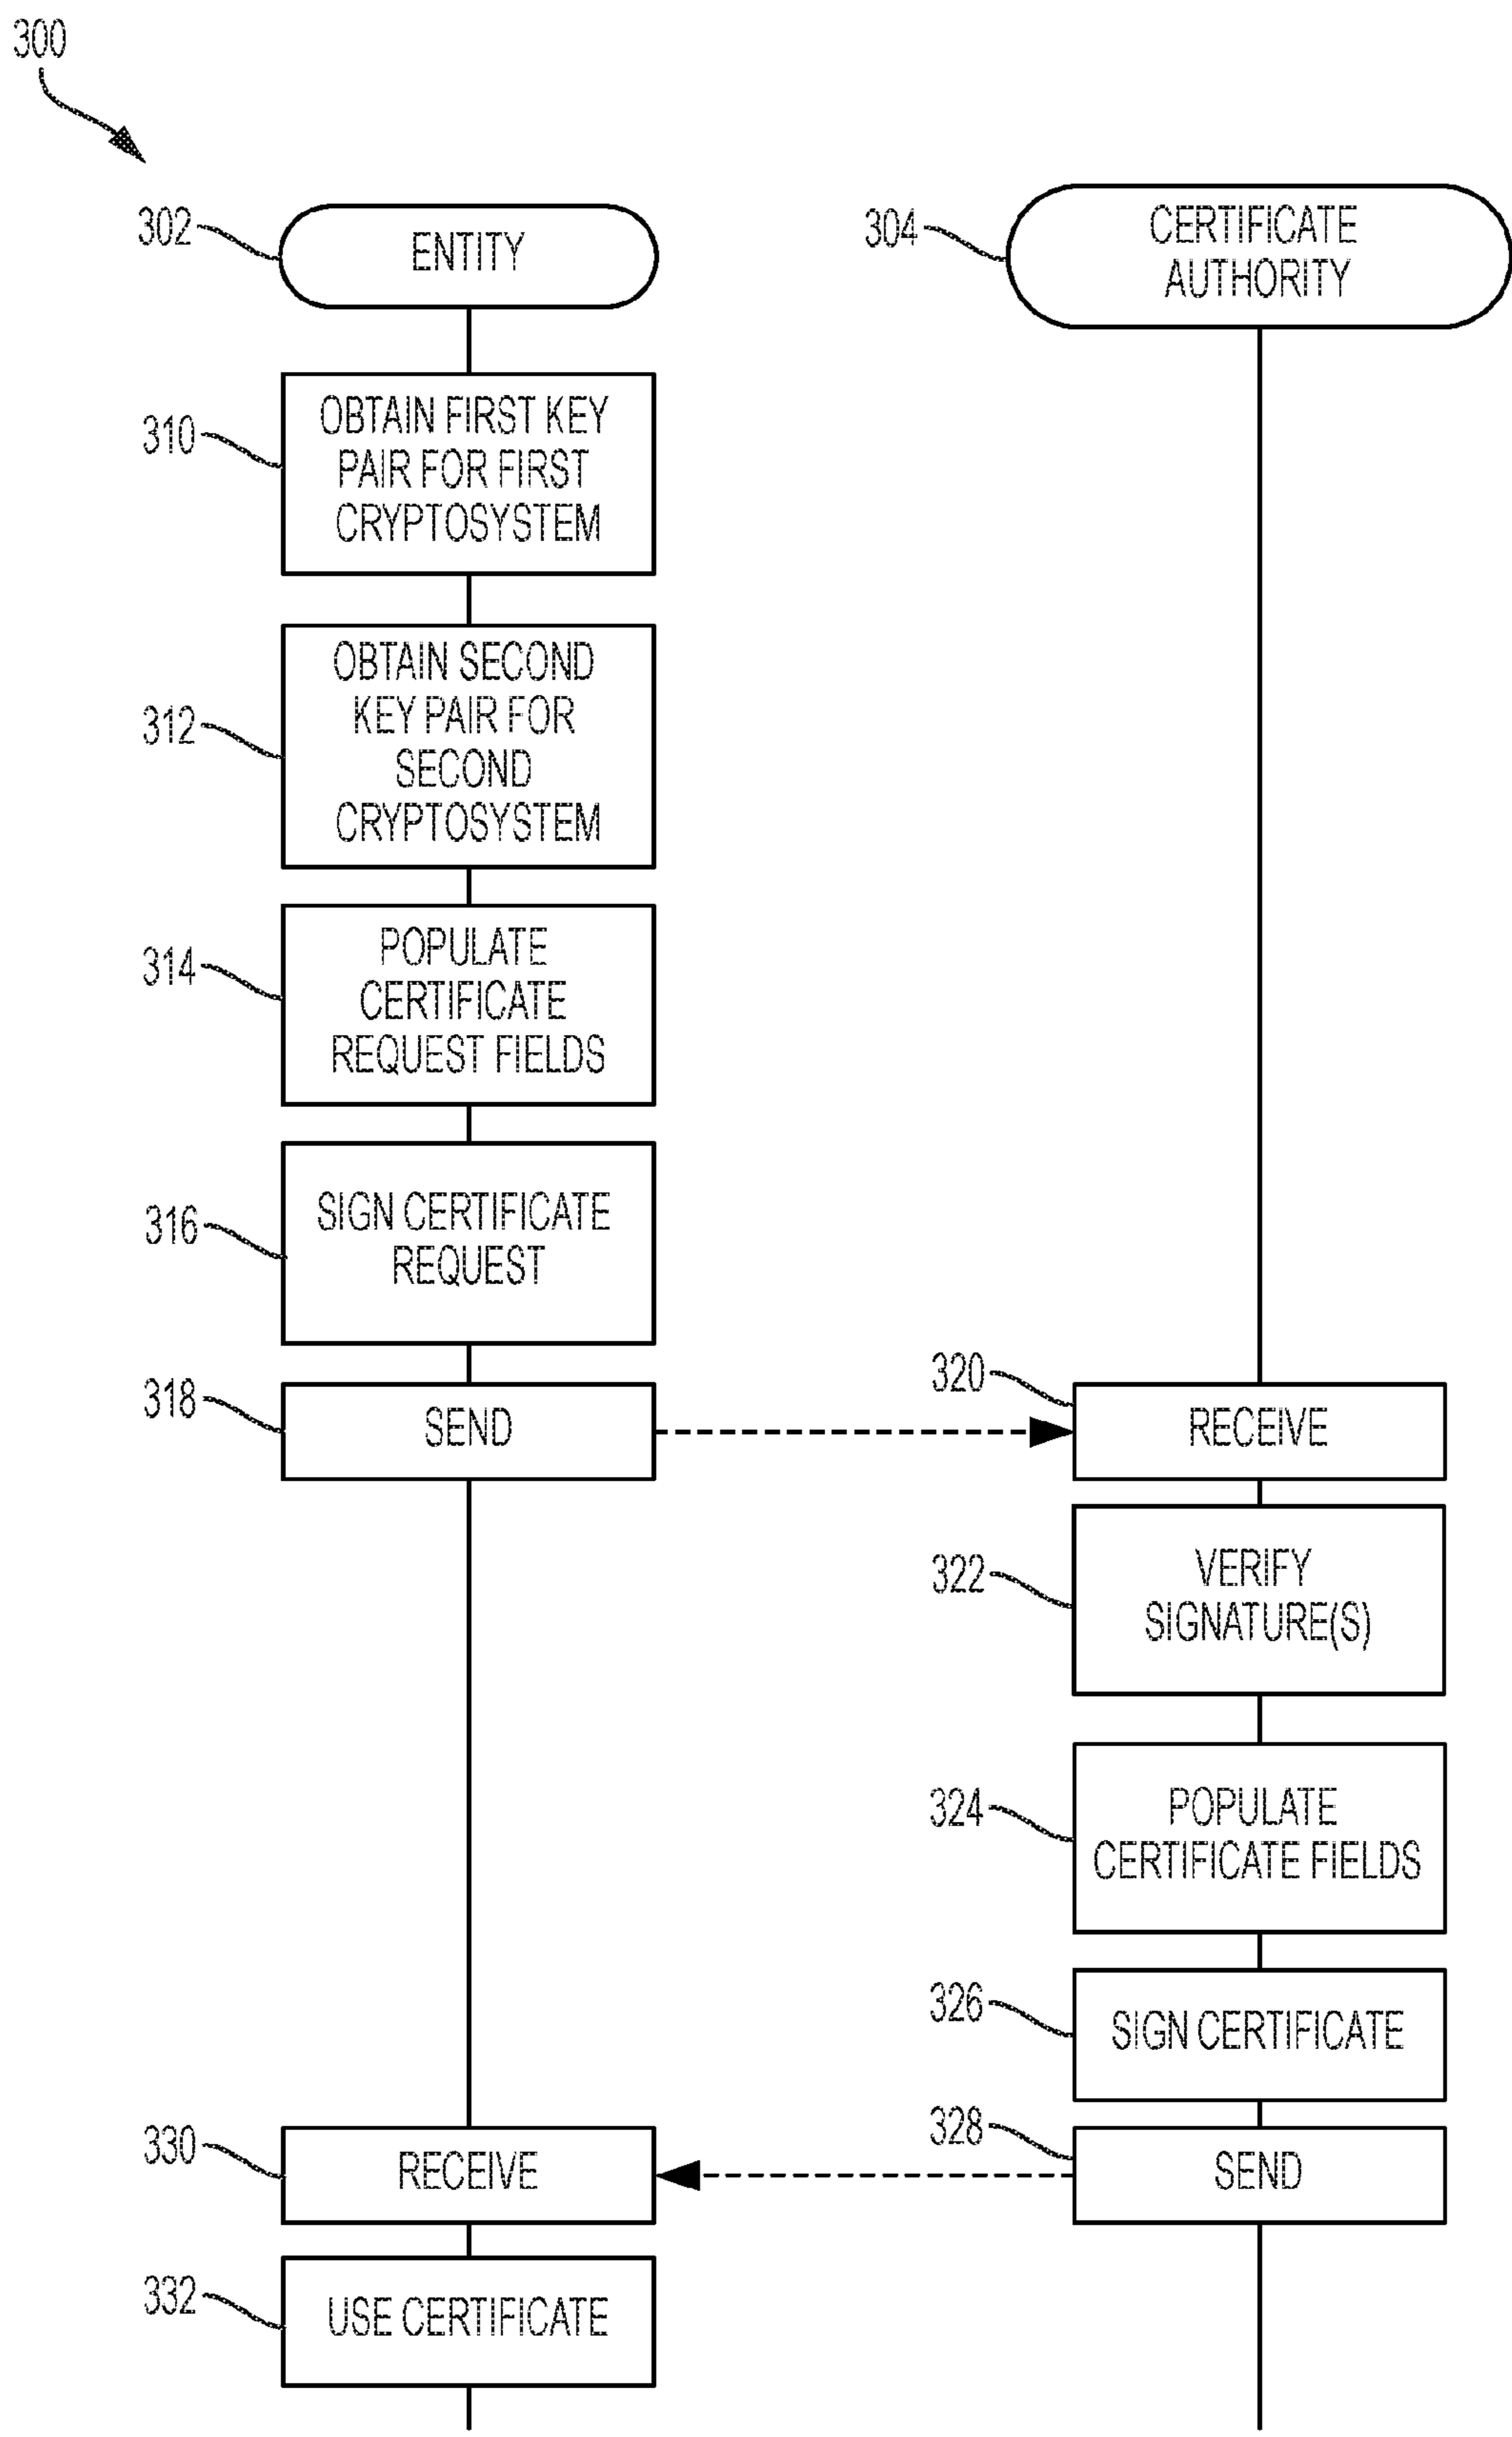 300
302
ENTITY
304
CERTIFICATE
AUTHORITY
310
OBTAIN FIRST KEY
PAIR FOR FIRST
CRYPTOSYSTEM
312
OBTAIN SECOND
KEY PAIR FOR
SECOND
CRYPTOSYSTEM
314
POPULATE
CERTIFICATE
REQUEST FIELDS
316
SIGN CERTIFICATE
REQUEST
318
SEND
320
RECEIVE
322
VERIFY
SIGNATURE(S)
324
POPULATE
CERTIFICATE FIELDS
326
SIGN CERTIFICATE
328
SEND
330
RECEIVE
332
USE CERTIFICATE